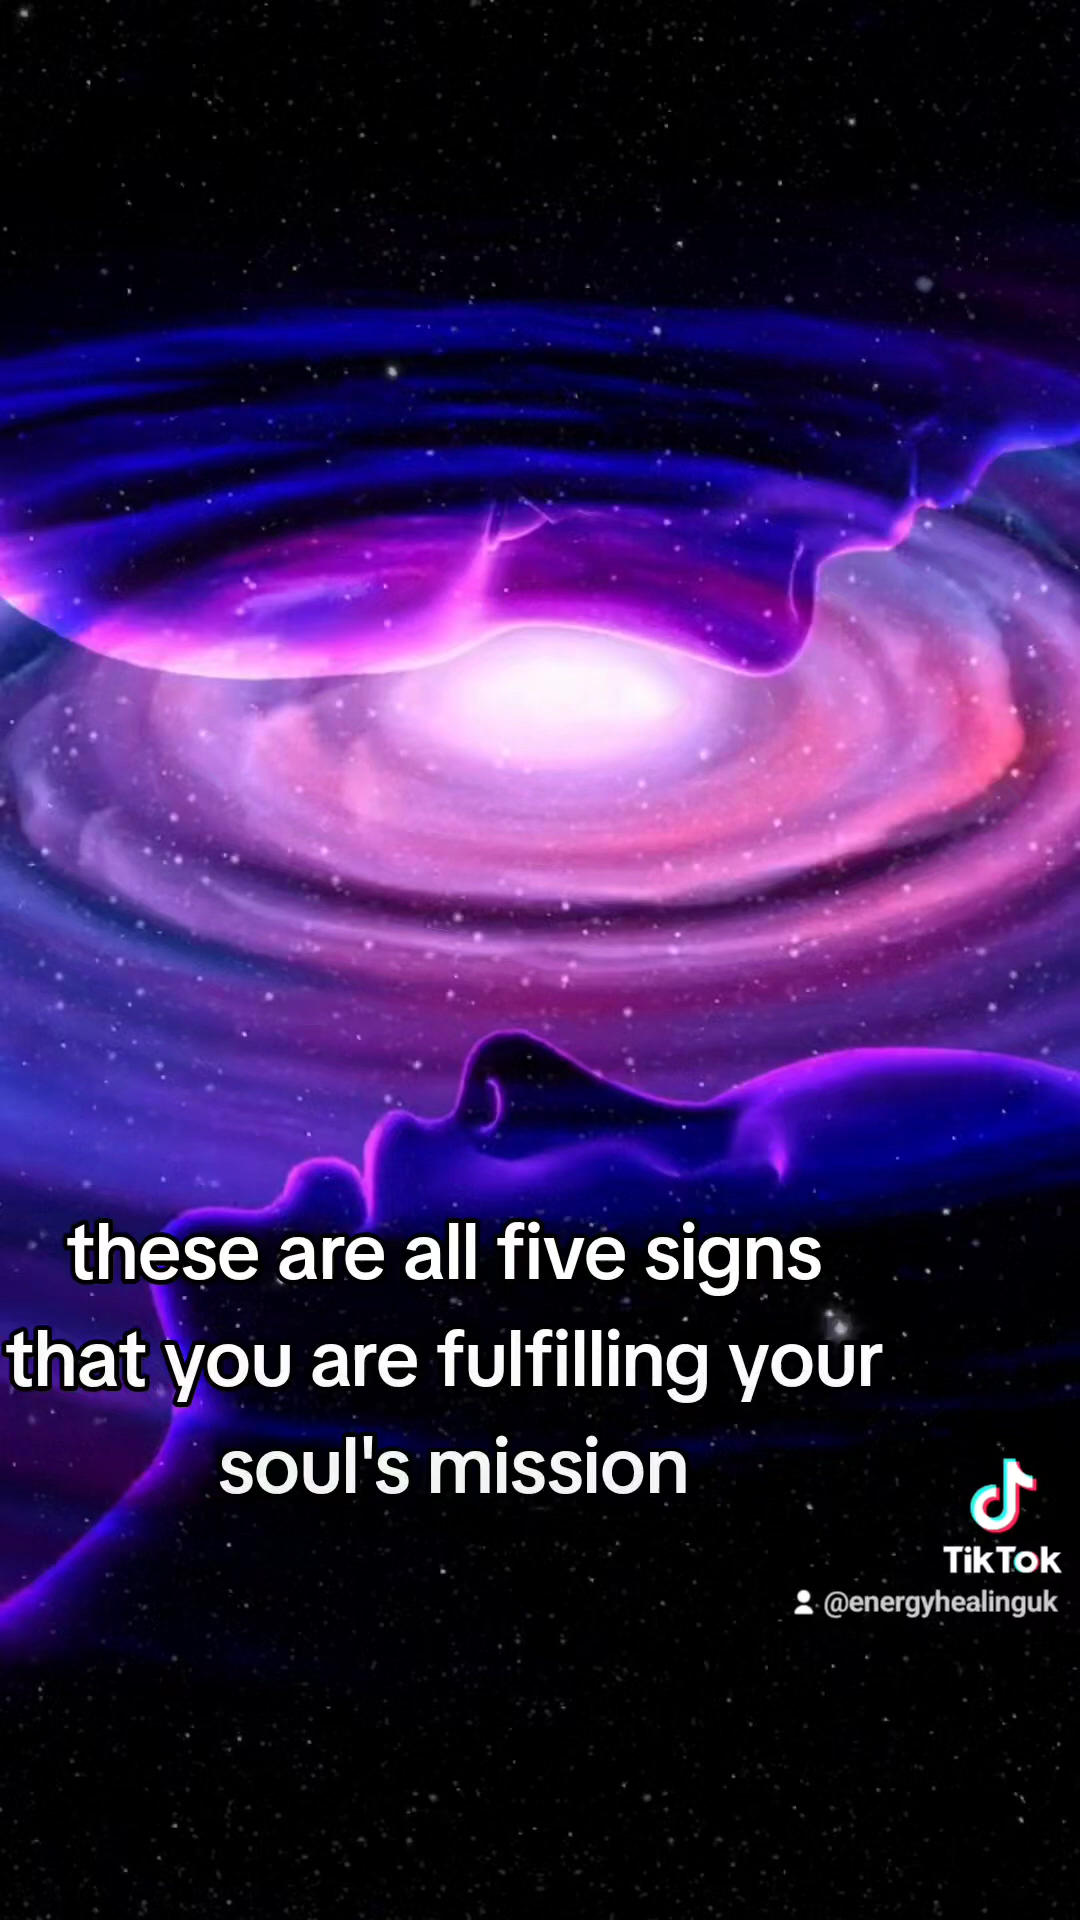 these are all five signs
that you are fulfilling your
soul's mission
TikTok
@energyhealinguk